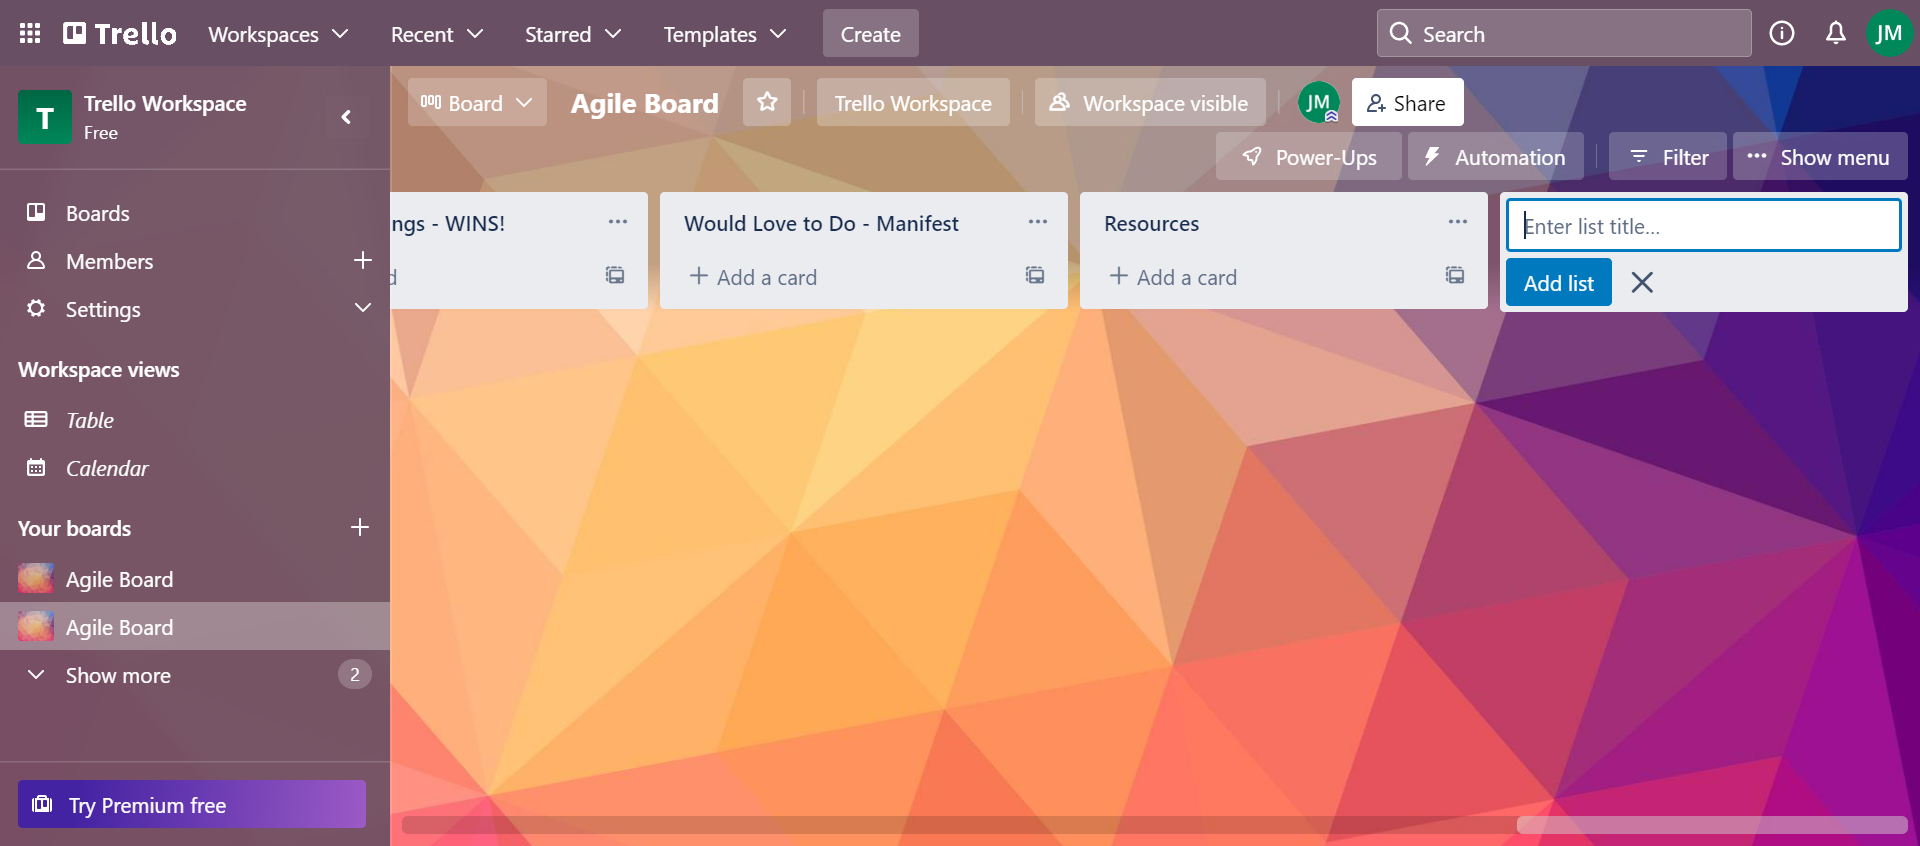 Trello
Workspaces
Recent
Starred
Templates
Create
Search
JM
T
Trello Workspace
Free
Board
Agile Board
Trello Workspace
Workspace visible
JM
Share
Power-Ups
Automation
Filter
Show menu
Boards
Members
Settings
Workspace views
Table
Calendar
Your boards
Agile Board
Agile Board
Show more
2
Try Premium free
ngs - WINS!
d
Would Love to Do - Manifest
Add a card
Resources
Add a card
Enter list title...
Add list